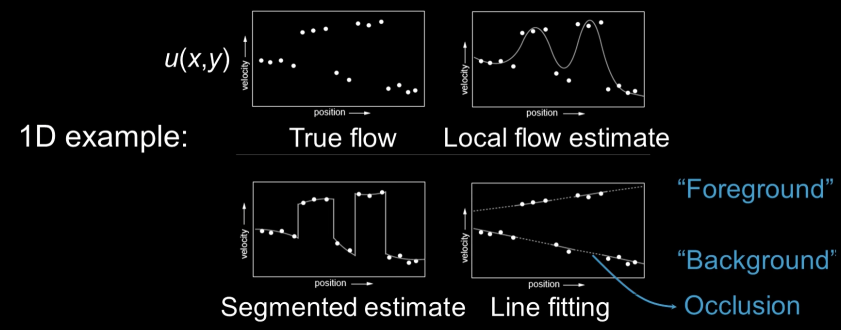 u(x,y)
velocity
position
velocity
position
1D example:
True flow
Local flow estimate
velocity
position
velocity
position
“Foreground”
“Background”
Segmented estimate
Line fitting
Occlusion